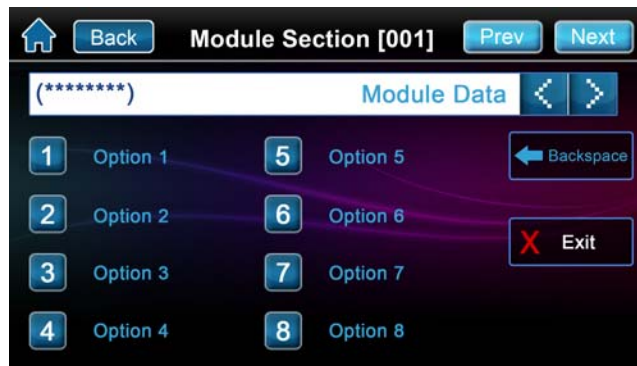 Back Module Section [001] Prev Next
(********) Module Data < >
1 Option 1 5 Option 5 Backspace
2 Option 2 6 Option 6
X Exit
3 Option 3 7 Option 7
4 Option 4 8 Option 8